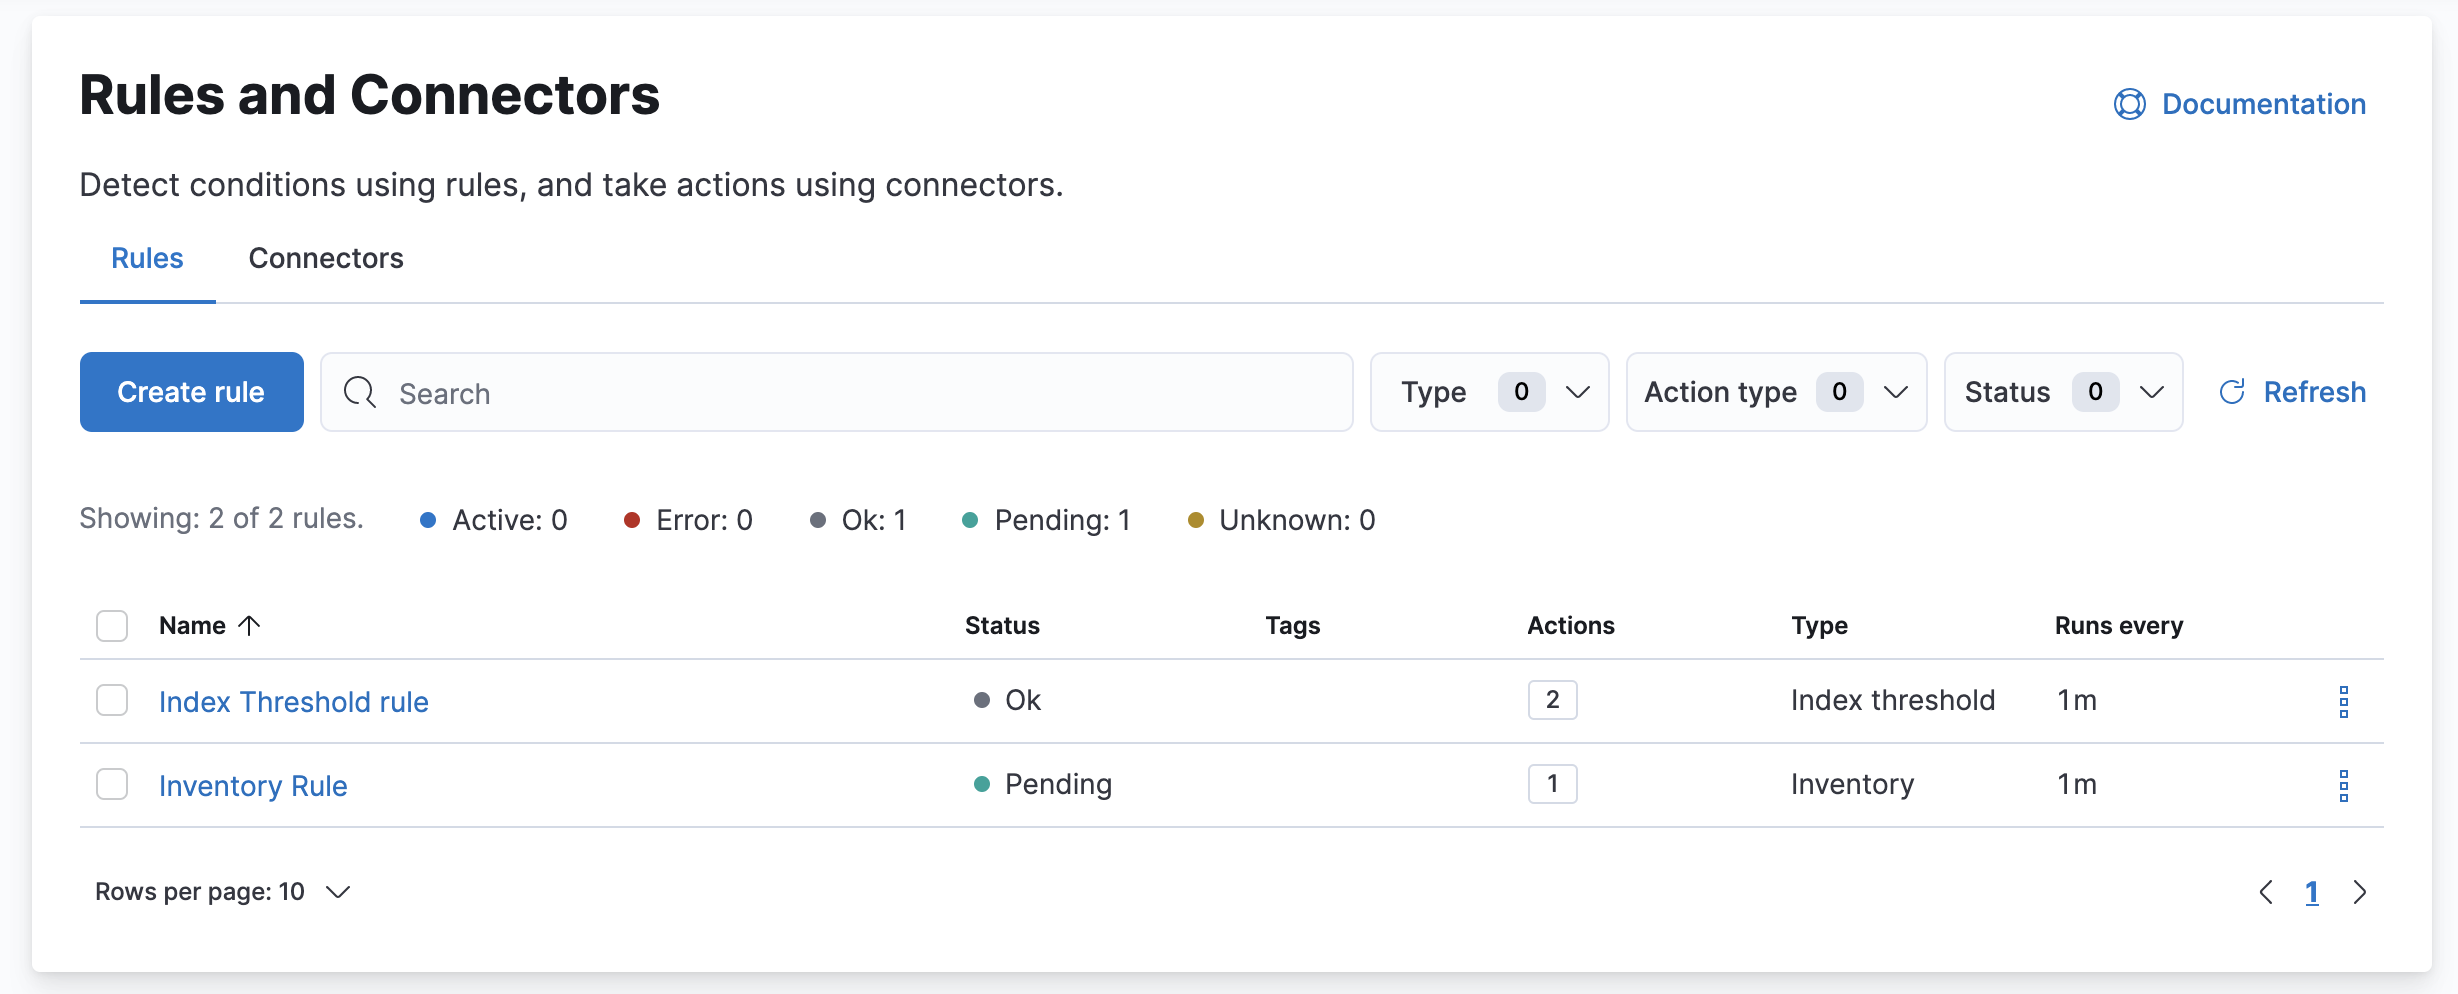 Rules and Connectors
Documentation
Detect conditions using rules, and take actions using connectors.
Rules Connectors
Create rule Search Type 0 Action type 0 Status 0 Refresh
Showing: 2 of 2 rules. Active: 0 Error: 0 Ok: 1 Pending: 1 Unknown: 0
Name Status Tags Actions Type Runs every
Index Threshold rule Ok 2 Index threshold 1m
Inventory Rule Pending 1 Inventory 1m
Rows per page: 10 1